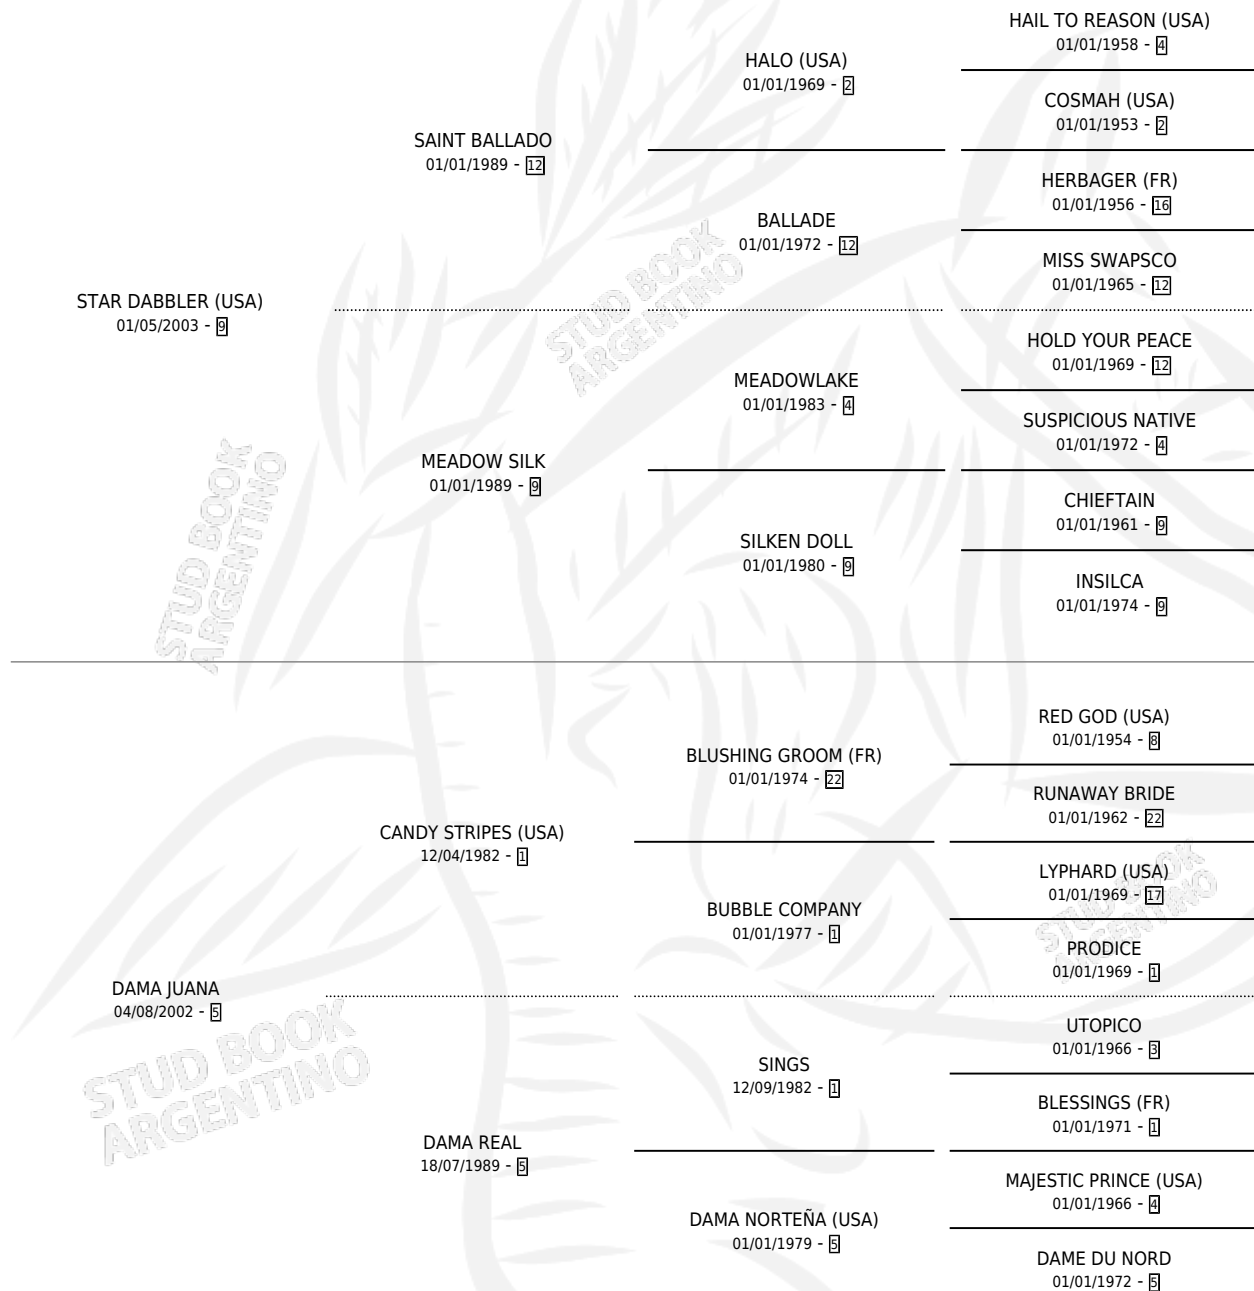 HAIL TO REASON (USA)
01/01/1958 - 4
HALO (USA)
01/01/1969 - 2
COSMAH (USA)
01/01/1953 - 2
SAINT BALLADO
01/01/1989 - 12
HERBAGER (FR)
01/01/1956 - 16
BALLADE
01/01/1972 - 12
MISS SWAPSCO
01/01/1965 - 12
STAR DABBLER (USA)
01/05/2003 - 9
HOLD YOUR PEACE
01/01/1969 - 12
MEADOWLAKE
01/01/1983 - 4
SUSPICIOUS NATIVE
01/01/1972 - 4
MEADOW SILK
01/01/1989 - 9
CHIEFTAIN
01/01/1961 - 9
SILKEN DOLL
01/01/1980 - 9
INSILCA
01/01/1974 - 9
RED GOD (USA)
01/01/1954 - 8
BLUSHING GROOM (FR)
01/01/1974 - 22
RUNAWAY BRIDE
01/01/1962 - 22
CANDY STRIPES (USA)
12/04/1982 - 1
LYPHARD (USA)
01/01/1969 - 17
BUBBLE COMPANY
01/01/1977 - 1
PRODICE
01/01/1969 - 1
DAMA JUANA
04/08/2002 - 5
UTOPICO
01/01/1966 - 3
SINGS
12/09/1982 - 1
BLESSINGS (FR)
01/01/1971 - 1
DAMA REAL
18/07/1989 - 5
MAJESTIC PRINCE (USA)
01/01/1966 - 4
DAMA NORTEÑA (USA)
01/01/1979 - 5
DAME DU NORD
01/01/1972 - 5
STUD BOOK
ARGENTINO
STUD BOOK
ARGENTINO
STUD BOOK
ARGENTINO
STUD BOOK
ARGENTINO